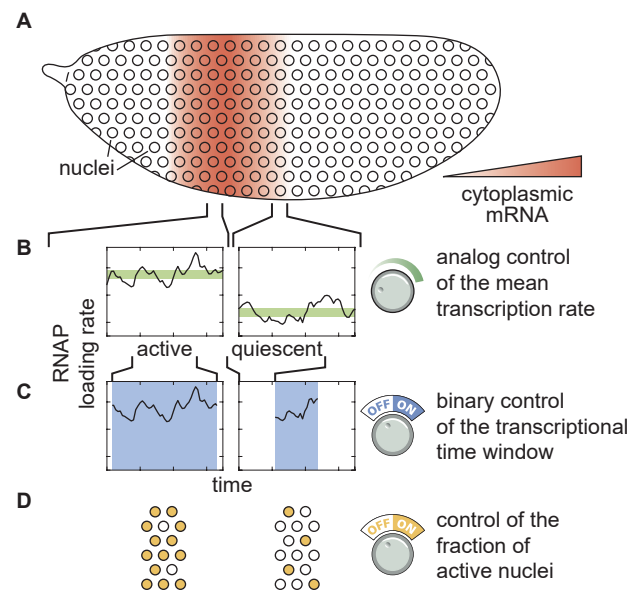 A
nuclei
cytoplasmic
mRNA
B
analog control
of the mean
transcription rate
RNAP
loading rate
active
quiescent
C
OFF ON
binary control
of the transcriptional
time window
time
D
OFF ON
control of the
fraction of
active nuclei